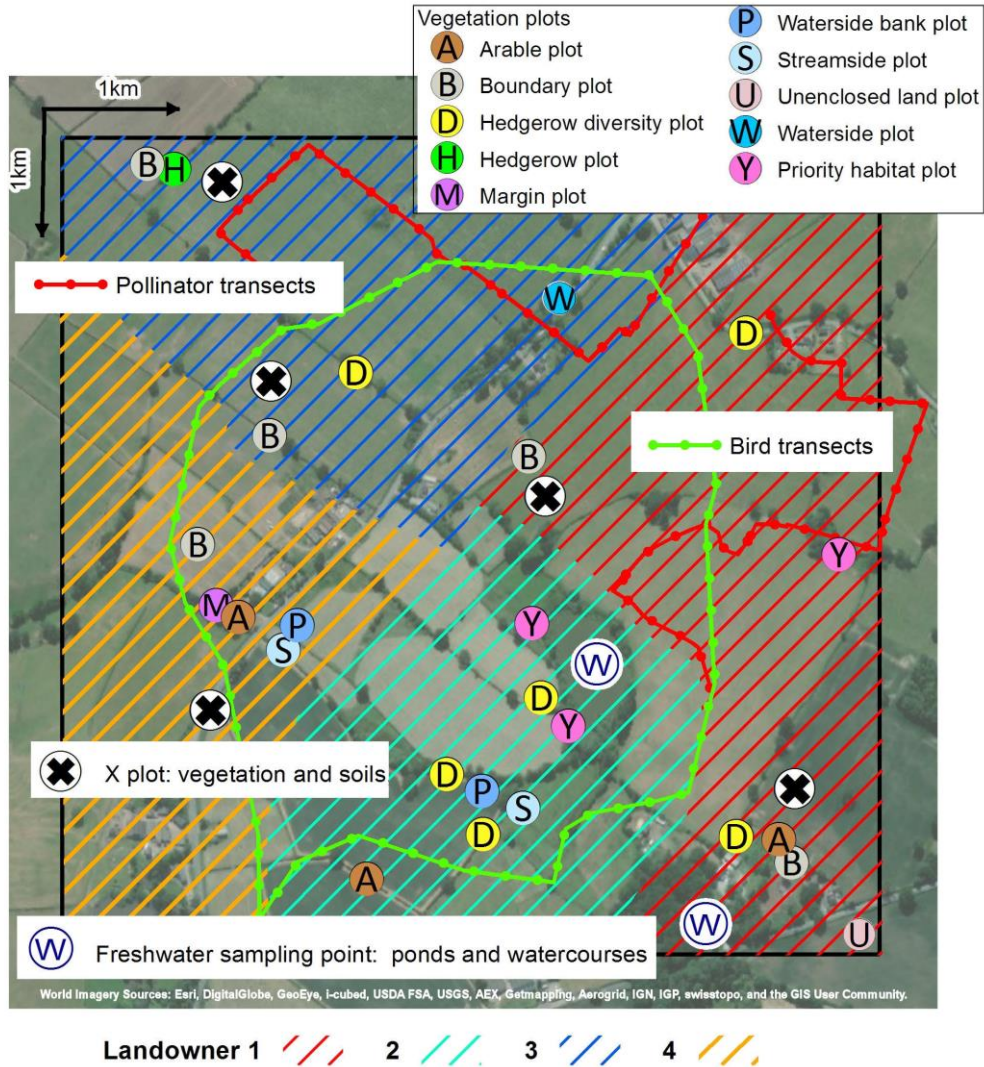 Vegetation plots
A Arable plot
B Boundary plot
D Hedgerow diversity plot
H Hedgerow plot
M Margin plot
P Waterside bank plot
S Streamside plot
U Unenclosed land plot
W Waterside plot
Y Priority habitat plot
1km
1km
B H
Pollinator transects
W
D
D
B
B
Bird transects
B
Y
M A P
S
Y
W
D
Y
X plot: vegetation and soils
D P S
D
D A
B
A
W
U
W Freshwater sampling point: ponds and watercourses
World Imagery Sources: Esri, DigitalGlobe, GeoEye, i-cubed, USDA FSA, USGS, AEX, Getmapping, Aerogrid, IGN, IGP, swisstopo, and the GIS User Community.
Landowner 1 2 3 4